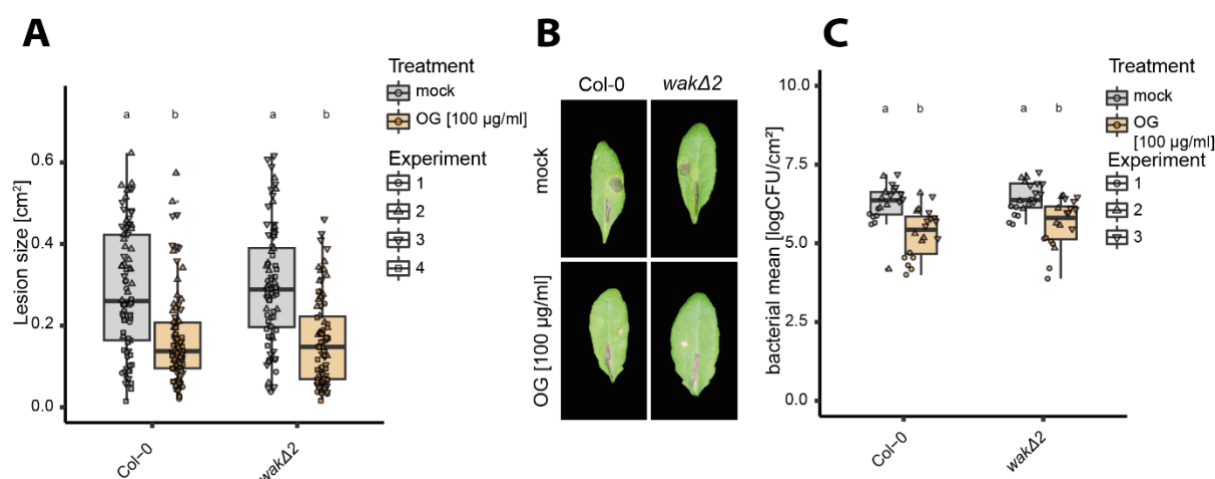 A
Lesion size [cm²]
0.6
0.4
0.2
0.0
a
b
a
b
Col–0
wakΔ2
Treatment
mock
OG [100 µg/ml]
Experiment
1
2
3
4
B
Col-0
wakΔ2
mock
OG [100 µg/ml]
C
bacterial mean [logCFU/cm²]
10.0
7.5
5.0
2.5
0.0
a
b
a
b
Col–0
wakΔ2
Treatment
mock
OG
[100 µg/ml]
Experiment
1
2
3